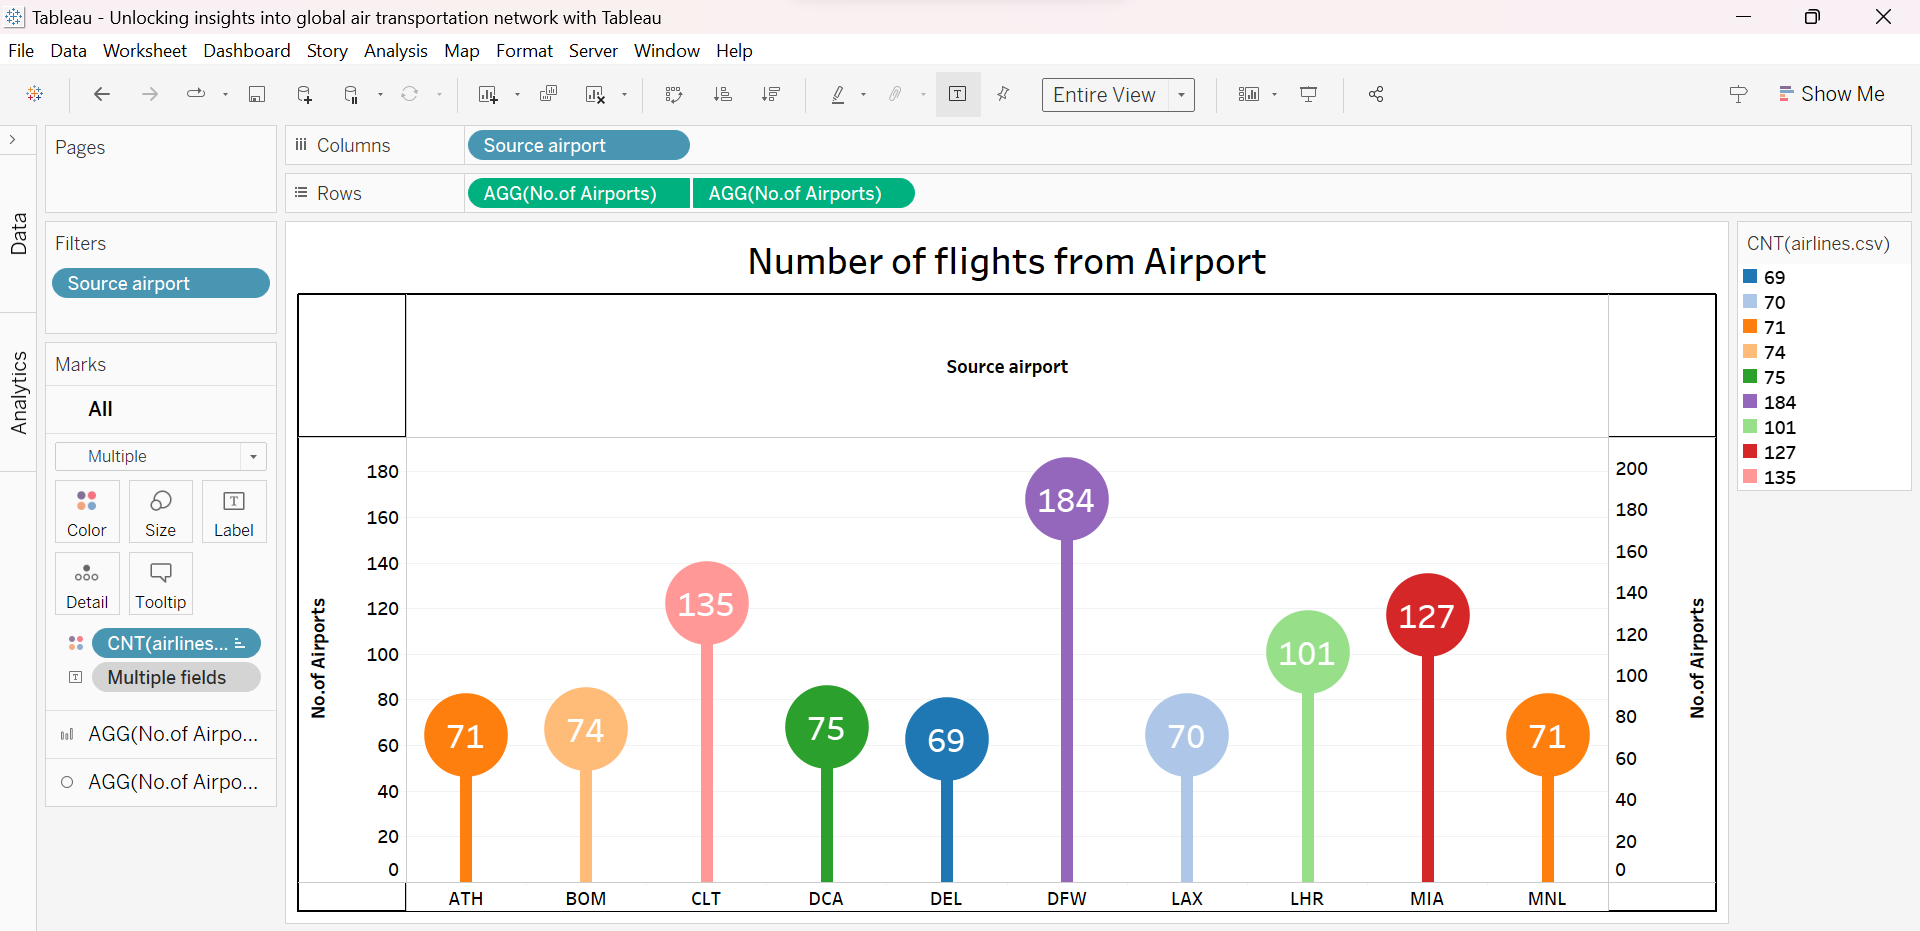 Tableau - Unlocking insights into global air transportation network with Tableau
File Data Worksheet Dashboard Story Analysis Map Format Server Window Help
Entire View
Show Me
Data
Analytics
Pages
Filters
Source airport
Marks
All
Multiple
Color Size Label
Detail Tooltip
CNT(airlines...
Multiple fields
AGG(No.of Airpo...
AGG(No.of Airpo...
Columns Source airport
Rows AGG(No.of Airports) AGG(No.of Airports)
Number of flights from Airport
Source airport
No.of Airports
180
160
140
120
100
80
60
40
20
0
71 74 135 75 69 184 70 101 127 71
ATH BOM CLT DCA DEL DFW LAX LHR MIA MNL
200
180
160
140
120
100
80
60
40
20
0
No.of Airports
CNT(airlines.csv)
69
70
71
74
75
184
101
127
135